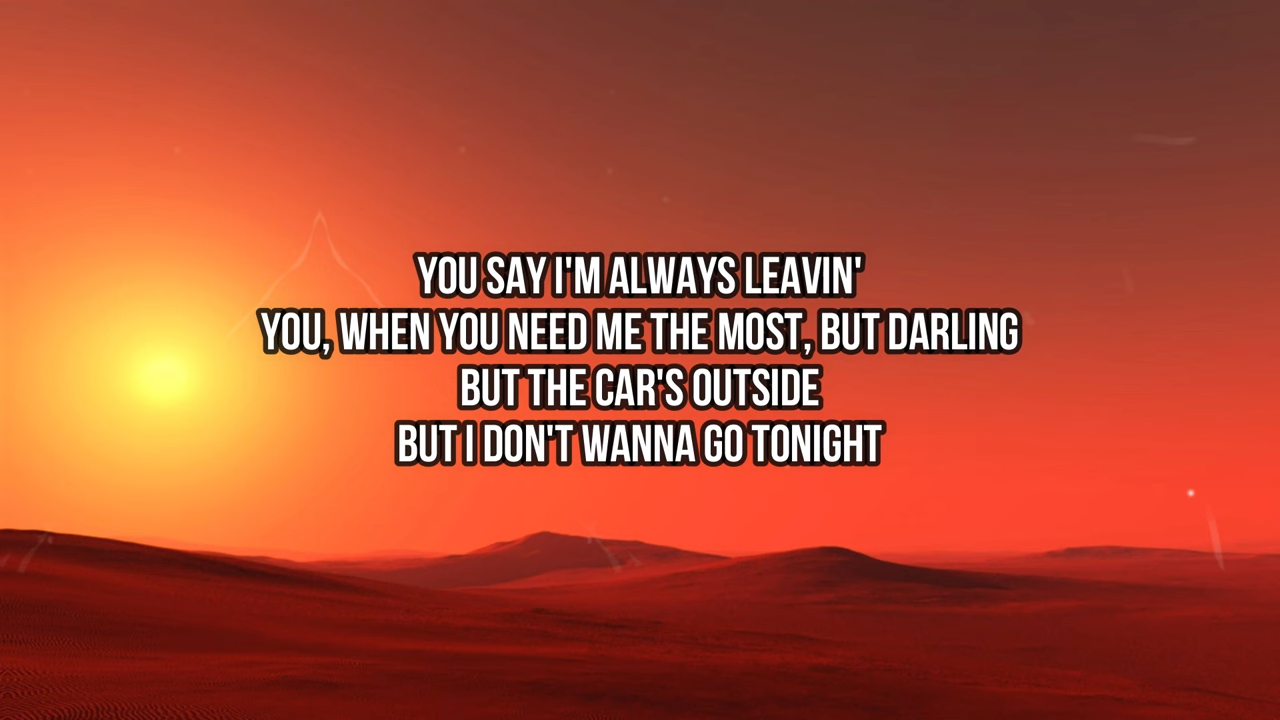 YOU SAY I'M ALWAYS LEAVIN'
YOU, WHEN YOU NEED ME THE MOST, BUT DARLING
BUT THE CAR'S OUTSIDE
BUT I DON'T WANNA GO TONIGHT